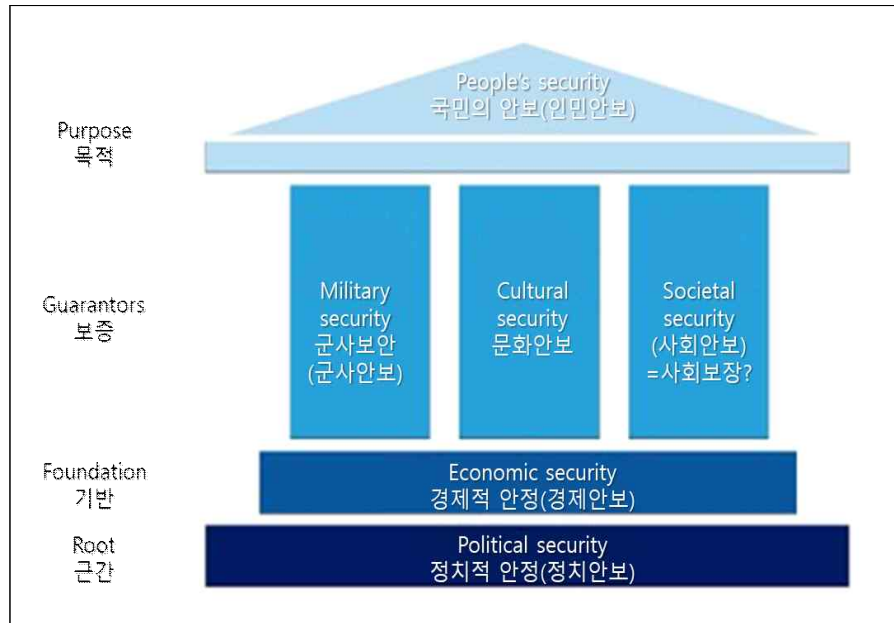 People's security
국민의 안보(인민안보)
Purpose
목적
Guarantors
보증
Military
security
군사보안
(군사안보)
Cultural
security
문화안보
Societal
security
(사회안보)
=사회보장?
Foundation
기반
Economic security
경제적 안정(경제안보)
Root
근간
Political security
정치적 안정(정치안보)